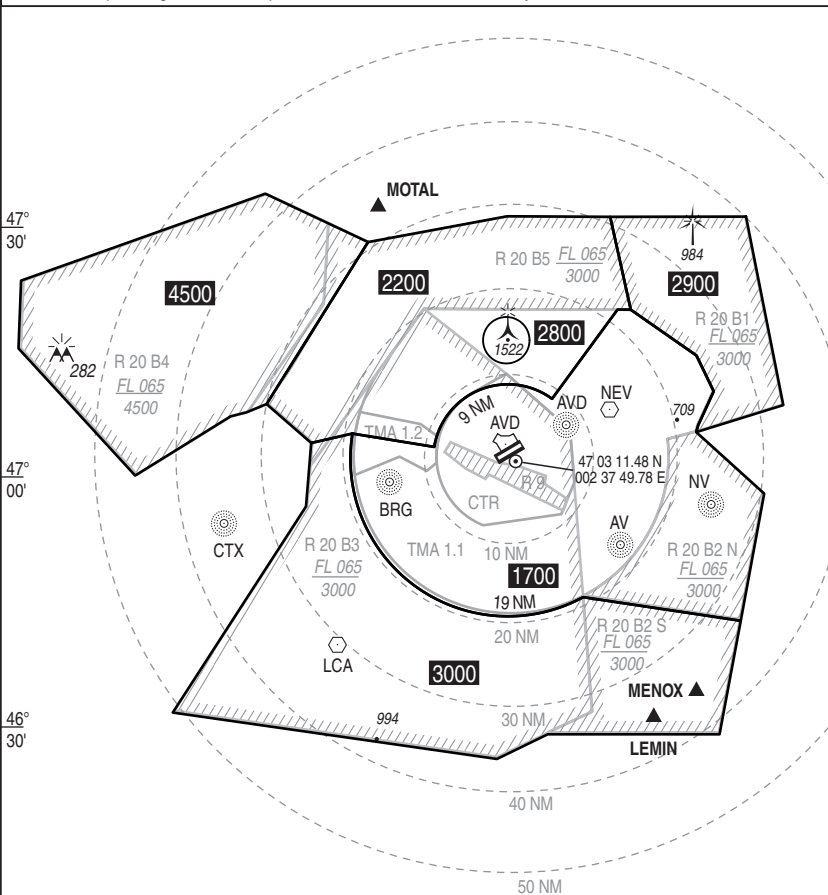 MOTAL
47°
30'
984
R 20 B5
FL 065
3000
4500
2200
2900
R 20 B1
FL 065
3000
2800
1522
282
R 20 B4
FL 065
4500
NEV
AVD
9 NM
AVD
709
TMA 1.2
47 03 11.48 N
002 37 49.78 E
47°
00'
R 9
CTR
NV
BRG
CTX
AV
R 20 B3
FL 065
3000
TMA 1.1
10 NM
R 20 B2 N
FL 065
3000
1700
19 NM
20 NM
R 20 B2 S
FL 065
3000
LCA
3000
MENOX
46°
30'
994
30 NM
LEMIN
40 NM
50 NM